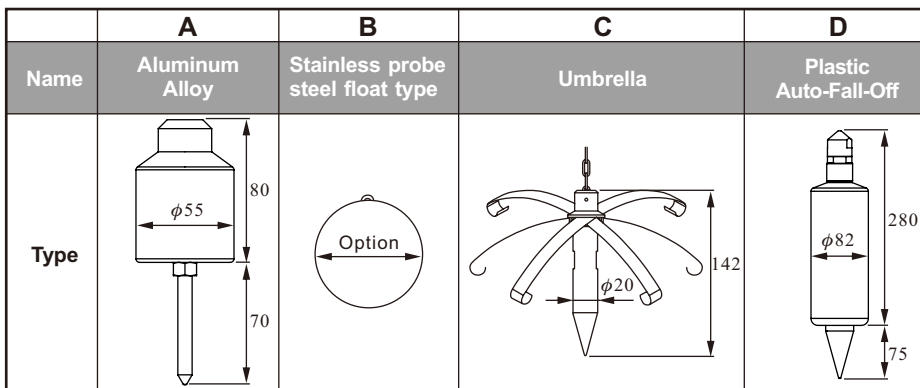 A
B
C
D
Name
Aluminum
Alloy
Stainless probe
steel float type
Umbrella
Plastic
Auto-Fall-Off
Type
80
ϕ55
70
Option
142
ϕ20
280
ϕ82
75